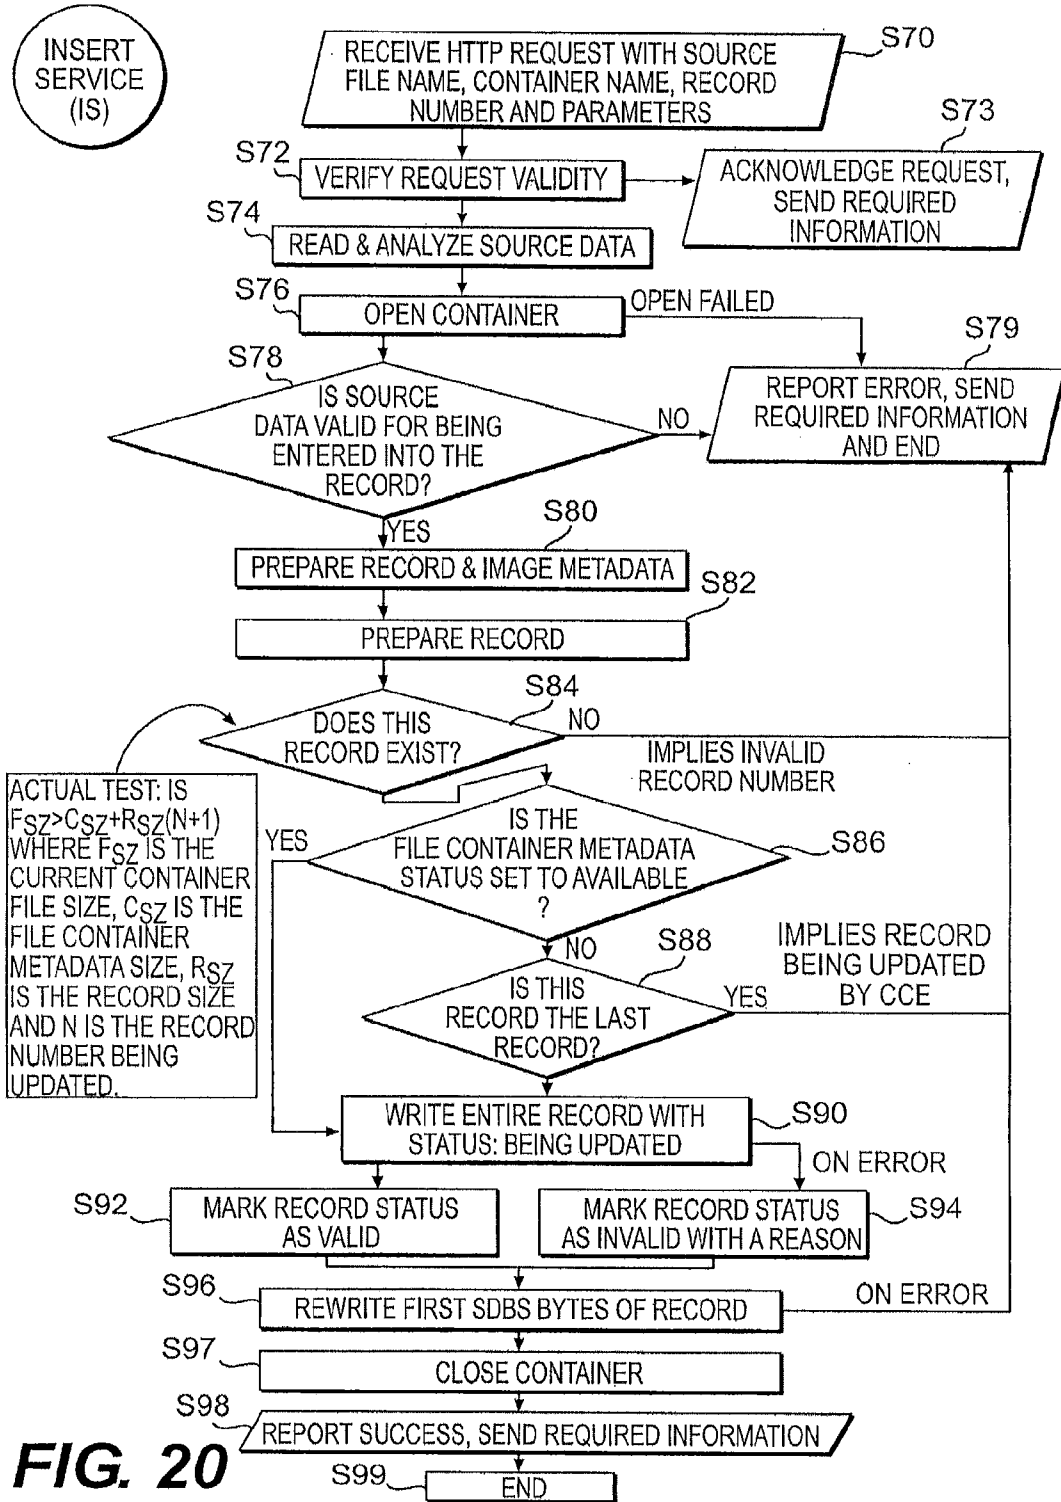 INSERT
SERVICE
(IS)
RECEIVE HTTP REQUEST WITH SOURCE
FILE NAME, CONTAINER NAME, RECORD
NUMBER AND PARAMETERS
S70
S72
VERIFY REQUEST VALIDITY
S73
ACKNOWLEDGE REQUEST,
SEND REQUIRED
INFORMATION
S74
READ & ANALYZE SOURCE DATA
S76
OPEN CONTAINER
OPEN FAILED
S78
IS SOURCE
DATA VALID FOR BEING
ENTERED INTO THE
RECORD?
NO
S79
REPORT ERROR, SEND
REQUIRED INFORMATION
AND END
YES
S80
PREPARE RECORD & IMAGE METADATA
S82
PREPARE RECORD
S84
DOES THIS
RECORD EXIST?
NO
IMPLIES INVALID
RECORD NUMBER
ACTUAL TEST: IS
FSZ>CSZ+RSZ(N+1)
WHERE FSZ IS THE
CURRENT CONTAINER
FILE SIZE, CSZ IS THE
FILE CONTAINER
METADATA SIZE, RSZ
IS THE RECORD SIZE
AND N IS THE RECORD
NUMBER BEING
UPDATED.
YES
IS THE
FILE CONTAINER METADATA
STATUS SET TO AVAILABLE
?
S86
NO
S88
IS THIS
RECORD THE LAST
RECORD?
YES
IMPLIES RECORD
BEING UPDATED
BY CCE
WRITE ENTIRE RECORD WITH
STATUS: BEING UPDATED
S90
ON ERROR
S92
MARK RECORD STATUS
AS VALID
MARK RECORD STATUS
AS INVALID WITH A REASON
S94
S96
REWRITE FIRST SDBS BYTES OF RECORD
ON ERROR
S97
CLOSE CONTAINER
S98
REPORT SUCCESS, SEND REQUIRED INFORMATION
S99
END
FIG. 20